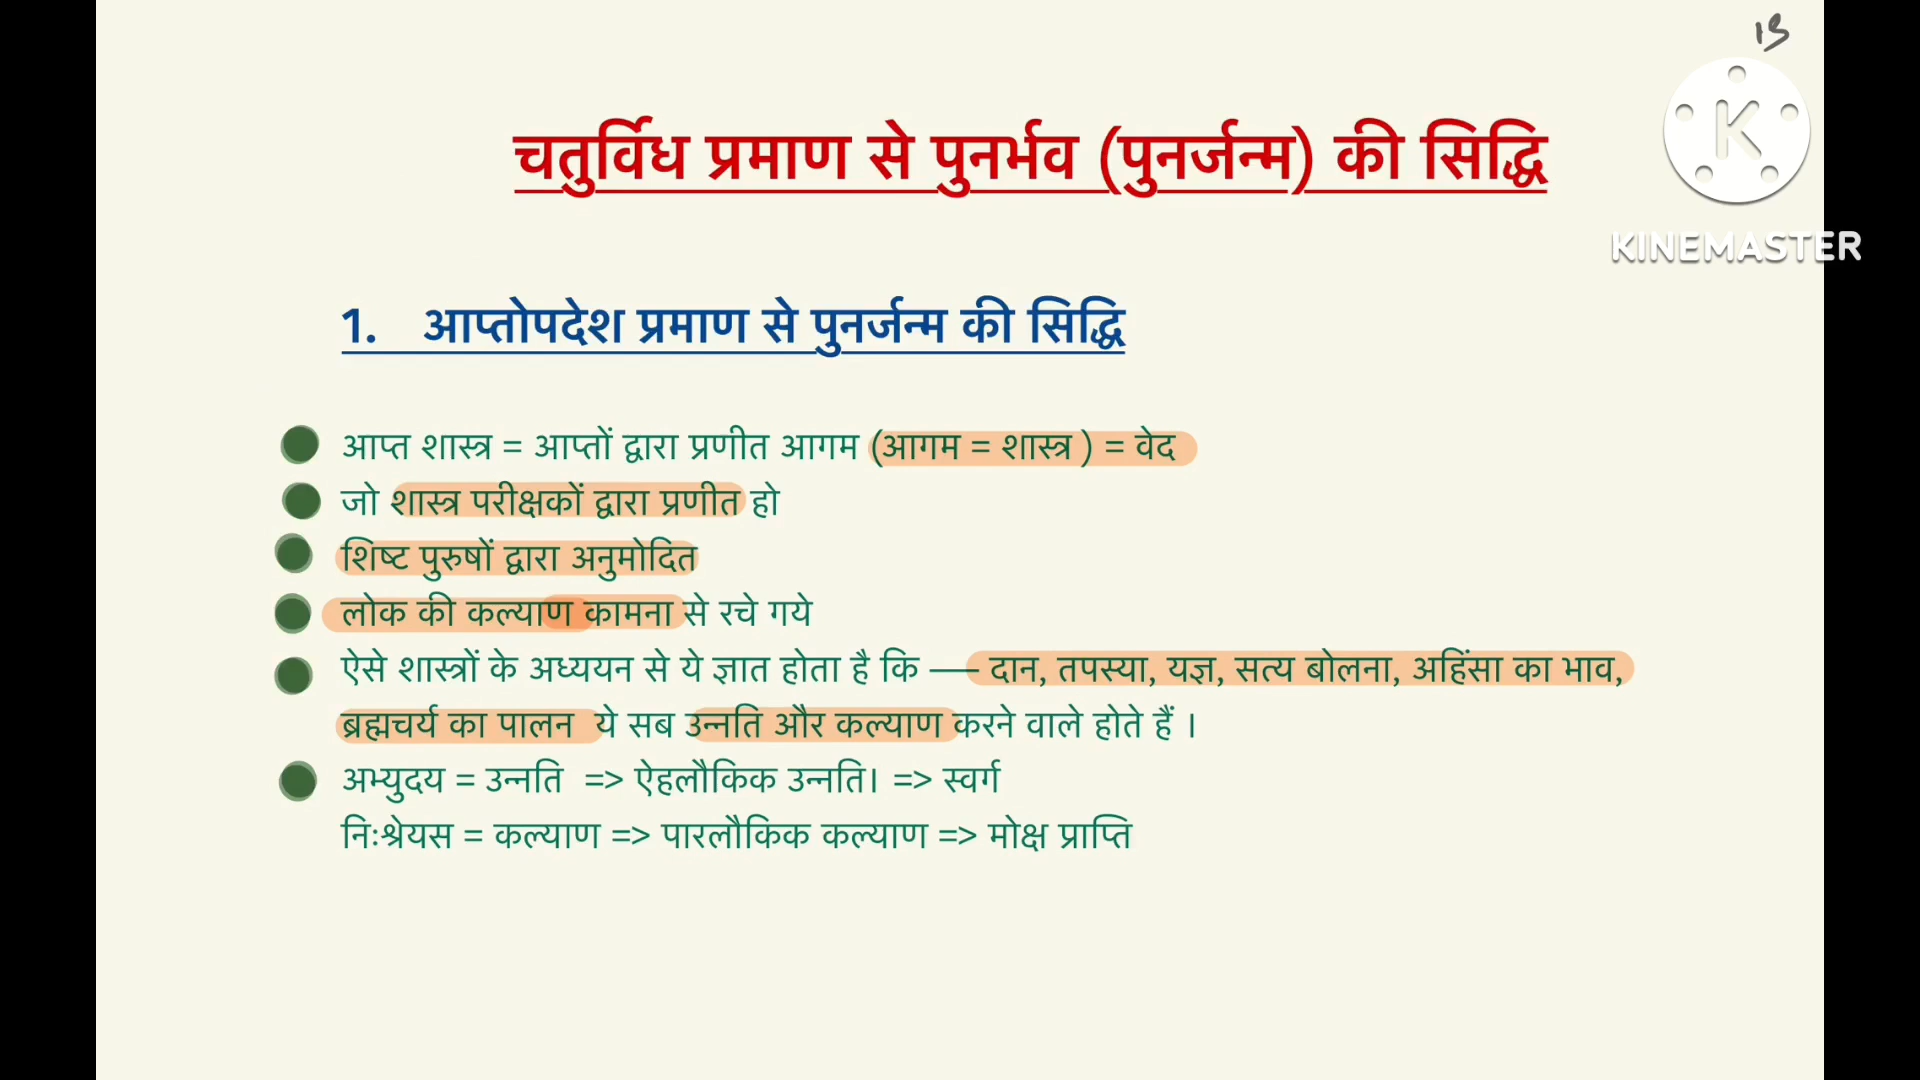 13
K
KINEMASTER
चतुर्विध प्रमाण से पुनर्भव (पुनर्जन्म) की सिद्धि
1. आप्तोपदेश प्रमाण से पुनर्जन्म की सिद्धि
आप्त शास्त्र = आप्तों द्वारा प्रणीत आगम (आगम = शास्त्र ) = वेद
जो शास्त्र परीक्षकों द्वारा प्रणीत हो
शिष्ट पुरुषों द्वारा अनुमोदित
लोक की कल्याण कामना से रचे गये
ऐसे शास्त्रों के अध्ययन से ये ज्ञात होता है कि —– दान, तपस्या, यज्ञ, सत्य बोलना, अहिंसा का भाव,
ब्रह्मचर्य का पालन ये सब उन्नति और कल्याण करने वाले होते हैं ।
अभ्युदय = उन्नति => ऐहलौकिक उन्नति। => स्वर्ग
निःश्रेयस = कल्याण => पारलौकिक कल्याण => मोक्ष प्राप्ति